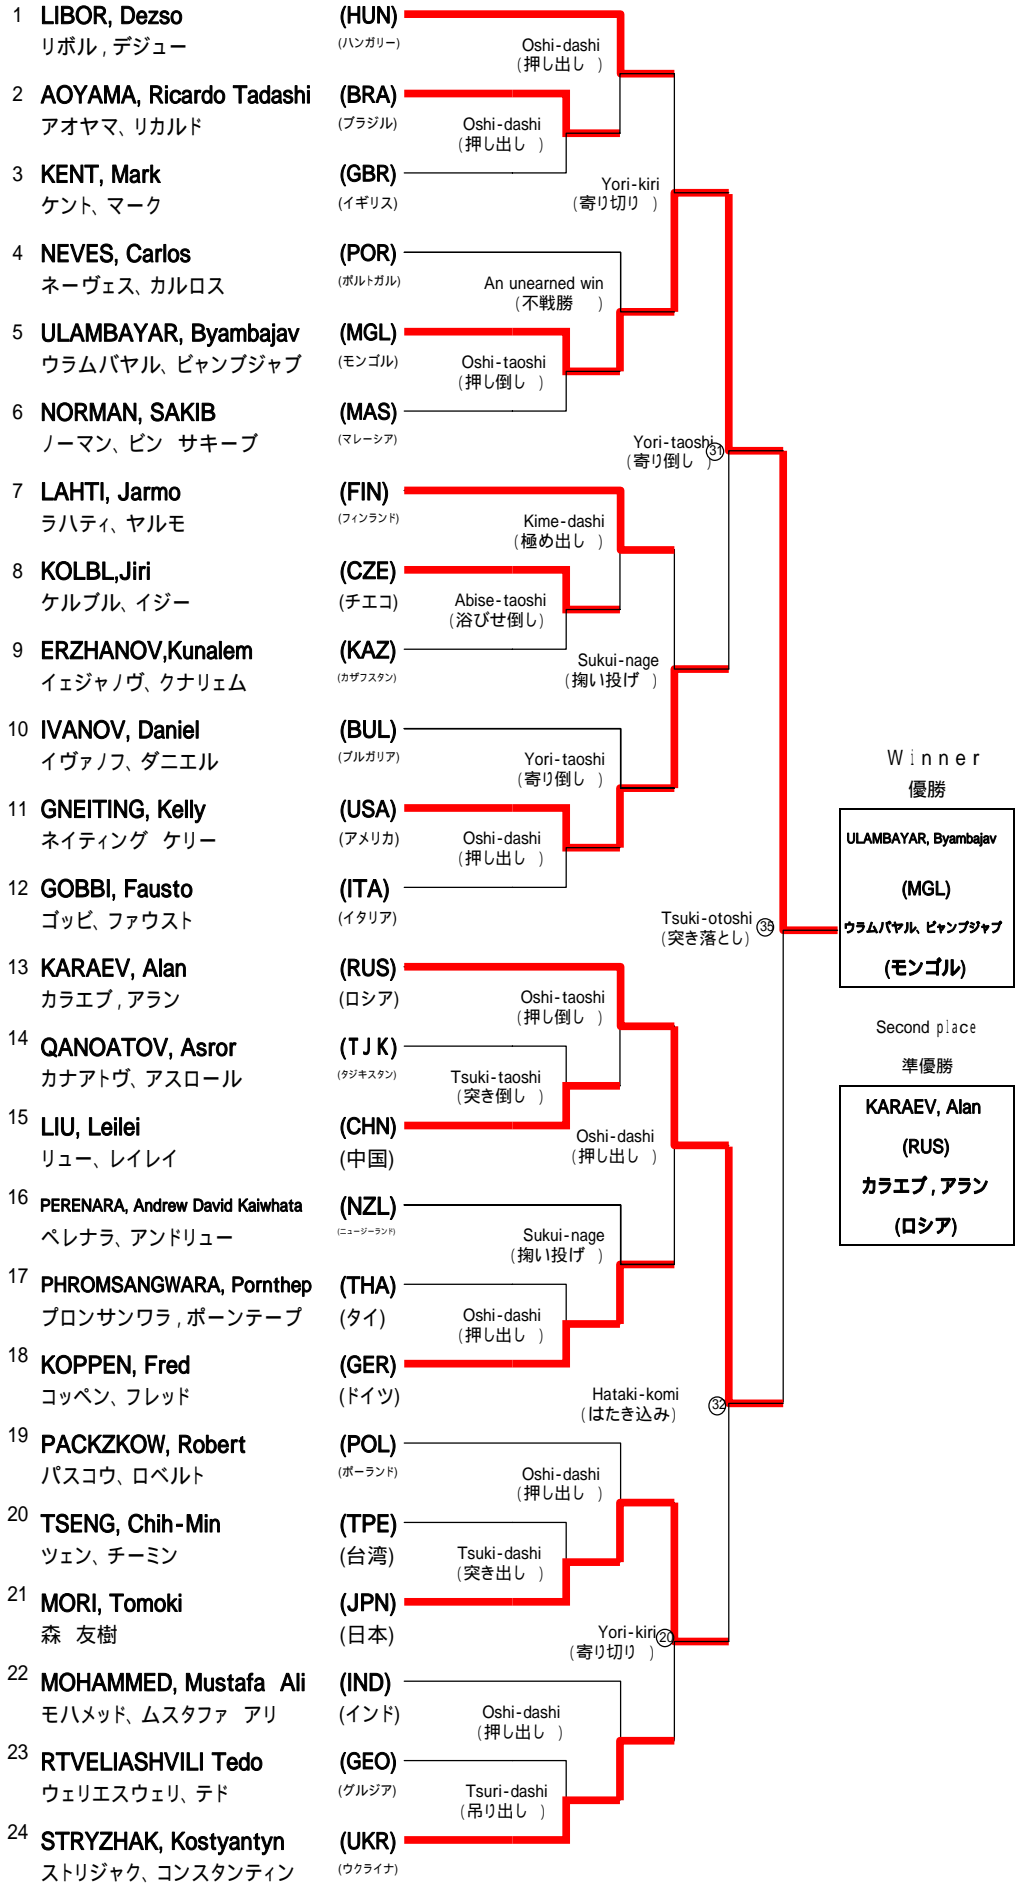 1 LIBOR, Dezso (HUN)
リボル , デジュー (ハンガリー)
Oshi-dashi
(押し出し )
2 AOYAMA, Ricardo Tadashi (BRA)
アオヤマ、リカルド (ブラジル)
Oshi-dashi
(押し出し )
3 KENT, Mark (GBR)
ケント、マーク (イギリス)
Yori-kiri
(寄り切り )
4 NEVES, Carlos (POR)
ネーヴェス、カルロス (ポルトガル)
An unearned win
(不戦勝 )
5 ULAMBAYAR, Byambajav (MGL)
ウラムバヤル、ビャンブジャブ (モンゴル)
Oshi-taoshi
(押し倒し )
6 NORMAN, SAKIB (MAS)
ノーマン、ビン サキーブ (マレーシア)
Yori-taoshi
(寄り倒し ) 31
7 LAHTI, Jarmo (FIN)
ラハティ、ヤルモ (フィンランド)
Kime-dashi
(極め出し )
8 KOLBL,Jiri (CZE)
ケルブル、イジー (チエコ)
Abise-taoshi
(浴びせ倒し)
9 ERZHANOV,Kunalem (KAZ)
イェジャノヴ、クナリェム (カザフスタン)
Sukui-nage
(掬い投げ )
10 IVANOV, Daniel (BUL)
イヴァノフ、ダニエル (ブルガリア)
Yori-taoshi
(寄り倒し )
11 GNEITING, Kelly (USA)
ネイティング ケリー (アメリカ)
Oshi-dashi
(押し出し )
12 GOBBI, Fausto (ITA)
ゴッビ、ファウスト (イタリア)
Tsuki-otoshi
(突き落とし) 35
Winner
優勝
ULAMBAYAR, Byambajav
(MGL)
ウラムバヤル、ビャンブジャブ
(モンゴル)
13 KARAEV, Alan (RUS)
カラエブ , アラン (ロシア)
Oshi-taoshi
(押し倒し )
14 QANOATOV, Asror (TJK)
カナアトヴ、アスロール (タジキスタン)
Tsuki-taoshi
(突き倒し )
15 LIU, Leilei (CHN)
リュー、レイレイ (中国)
Oshi-dashi
(押し出し )
Second place
準優勝
KARAEV, Alan
(RUS)
カラエブ , アラン
(ロシア)
16 PERENARA, Andrew David Kaiwhata (NZL)
ペレナラ、アンドリュー (ニュージーランド)
Sukui-nage
(掬い投げ )
17 PHROMSANGWARA, Pornthep (THA)
プロンサンワラ , ポーンテープ (タイ)
Oshi-dashi
(押し出し )
18 KOPPEN, Fred (GER)
コッペン、フレッド (ドイツ)
Hataki-komi
(はたき込み) 32
19 PACKZKOW, Robert (POL)
パスコウ、ロベルト (ポーランド)
Oshi-dashi
(押し出し )
20 TSENG, Chih-Min (TPE)
ツェン、チーミン (台湾)
Tsuki-dashi
(突き出し )
21 MORI, Tomoki (JPN)
森 友樹 (日本)
Yori-kiri 20
(寄り切り )
22 MOHAMMED, Mustafa Ali (IND)
モハメッド、ムスタファ アリ (インド)
Oshi-dashi
(押し出し )
23 RTVELIASHVILI Tedo (GEO)
ウェリエスウェリ、テド (グルジア)
Tsuri-dashi
(吊り出し )
24 STRYZHAK, Kostyantyn (UKR)
ストリジャク、コンスタンティン (ウクライナ)